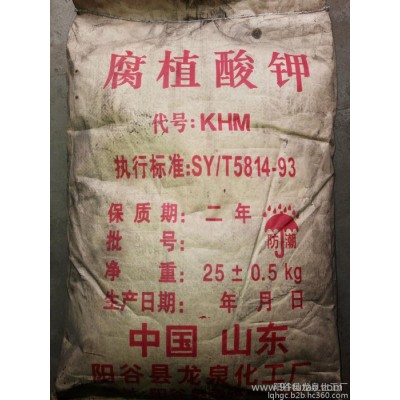 腐植酸钾
代号:KHM
执行标准:SY/T5814-93
保质期:二年
防潮
批号:
净重:25±0.5kg
生产日期: 年 月 日
中国 山东
阳谷县龙泉化工厂
lqhgc.b2b.hc360.com